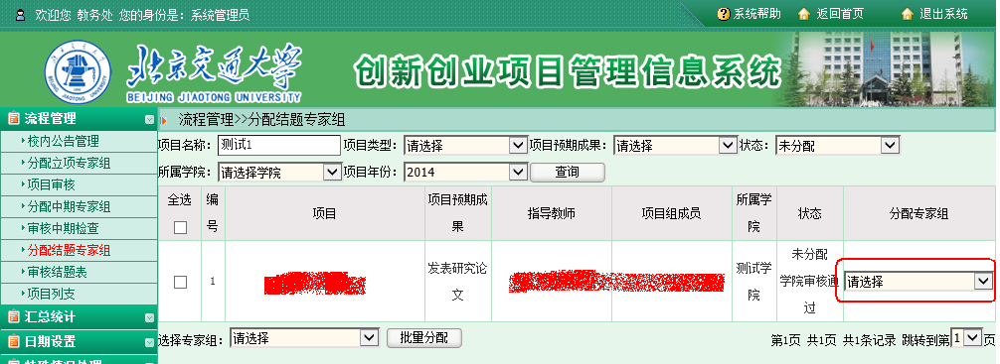 欢迎您 教务处 您的身份是：系统管理员
系统帮助 返回首页 退出系统
北京交通大学
BEIJING JIAOTONG UNIVERSITY
创新创业项目管理信息系统
流程管理
校内公告管理
分配立项专家组
项目审核
分配中期专家组
审核中期检查
分配结题专家组
审核结题表
项目列支
汇总统计
日期设置
特殊情况处理
流程管理>>分配结题专家组
项目名称： 测试1 项目类型： 请选择 项目预期成果： 请选择 状态： 未分配
所属学院： 请选择学院 项目年份： 2014 查询
全选 编号 项目 项目预期成果 指导教师 项目组成员 所属学院 状态 分配专家组
1 发表研究论文 测试学院 未分配 学院审核通过 请选择
选择专家组： 请选择 批量分配 第1页 共1页 共1条记录 跳转到第 1 页